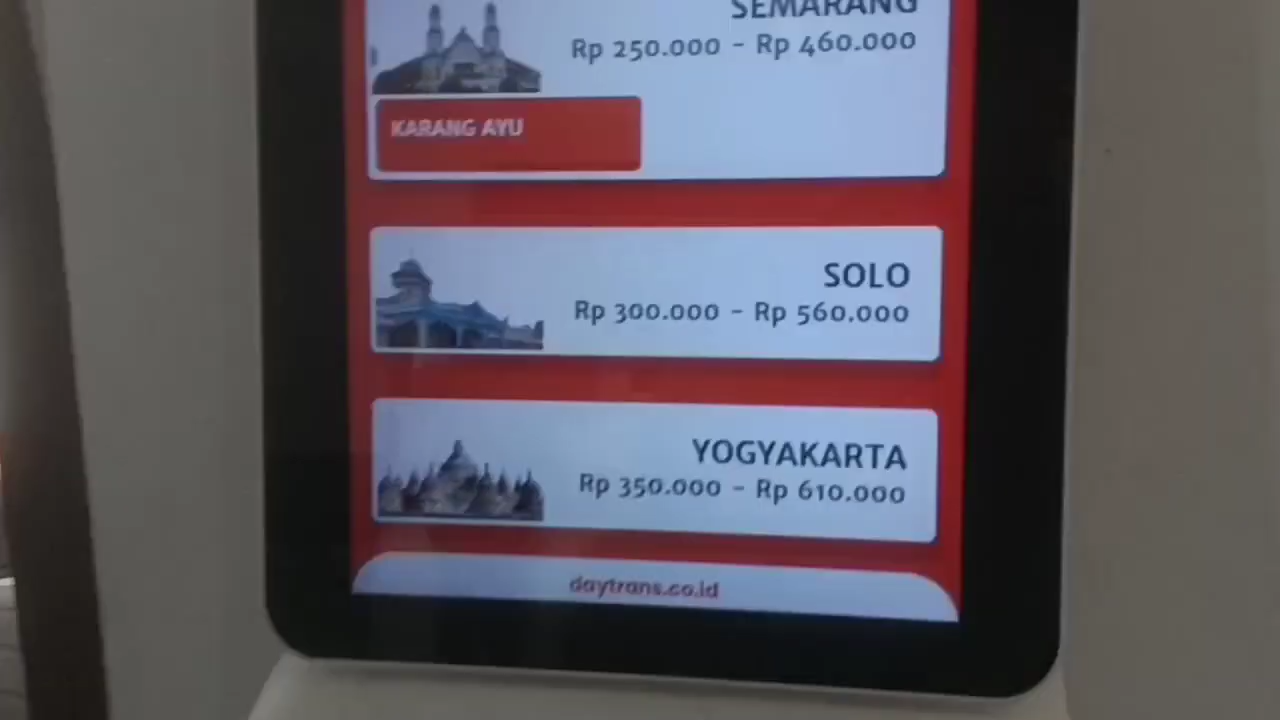 SEMARANG
Rp 250.000 - Rp 460.000
KARANG AYU
SOLO
Rp 300.000 - Rp 560.000
YOGYAKARTA
Rp 350.000 - Rp 610.000
daytrans.co.id